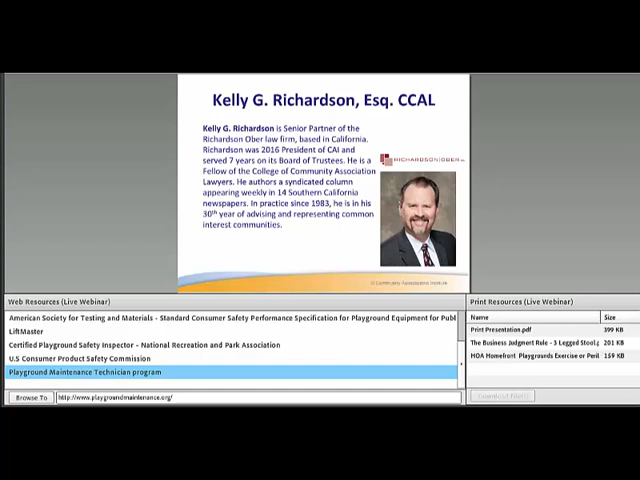 Kelly G. Richardson, Esq. CCAL
Kelly G. Richardson is Senior Partner of the
Richardson Ober law firm, based in California.
Richardson was 2016 President of CAI and
served 7 years on its Board of Trustees. He is a
Fellow of the College of Community Association
Lawyers. He authors a syndicated column
appearing weekly in 14 Southern California
newspapers. In practice since 1983, he is in his
30th year of advising and representing common
interest communities.
RICHARDSON|OBER
© Community Associations Institute
Web Resources (Live Webinar)
American Society for Testing and Materials - Standard Consumer Safety Performance Specification for Playground Equipment for Publ
LiftMaster
Certified Playground Safety Inspector - National Recreation and Park Association
U.S Consumer Product Safety Commission
Playground Maintenance Technician program
Browse To
http://www.playgroundmaintenance.org/
Print Resources (Live Webinar)
Name Size
Print Presentation.pdf 399 KB
The Business Judgment Rule - 3 Legged Stool.p 201 KB
HOA Homefront Playgrounds Exercise or Peril 159 KB
Download File(s)